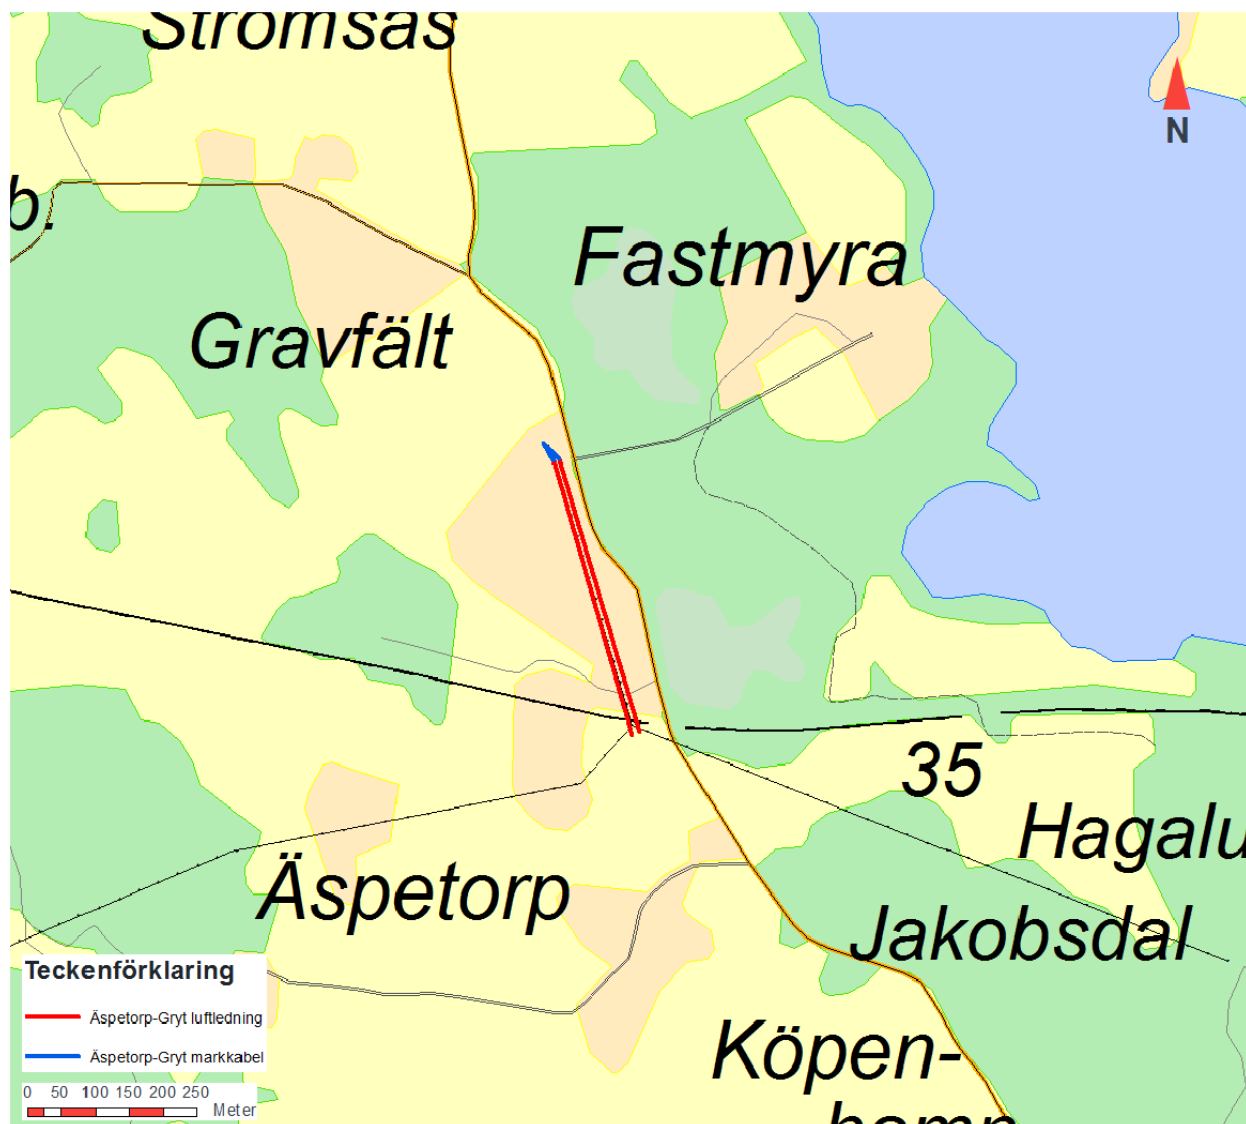 Strömsås
N
b.
Fastmyra
Gravfält
35
Hagalu
Äspetorp
Jakobsdal
Teckenförklaring
Äspetorp-Gryt luftledning
Äspetorp-Gryt markkabel
Köpen-
homn
0 50 100 150 200 250
Meter